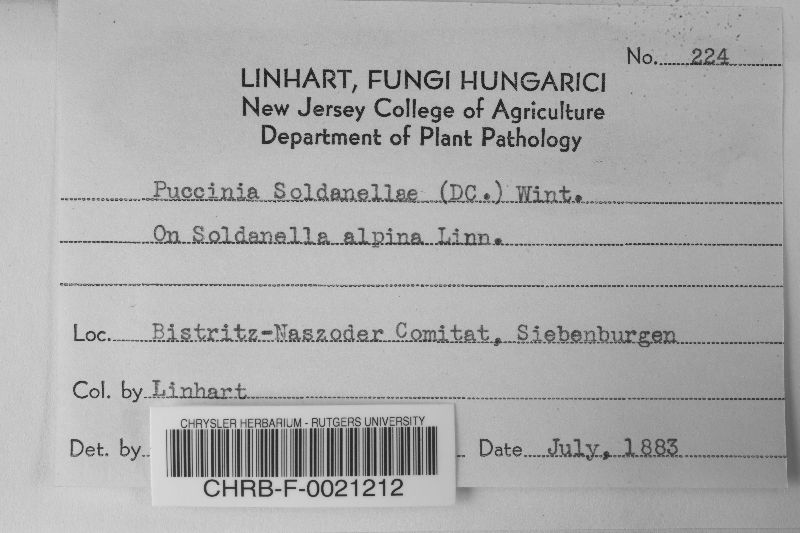 No. 224
LINHART, FUNGI HUNGARICI
New Jersey College of Agriculture
Department of Plant Pathology
Puccinia Soldanellae (DC.) Wint.
On Soldanella alpina Linn.
Loc. Bistritz-Naszoder Comitat, Siebenburgen
Col. by Linhart
Det. by Date July, 1883
CHRYSLER HERBARIUM - RUTGERS UNIVERSITY
CHRB-F-0021212